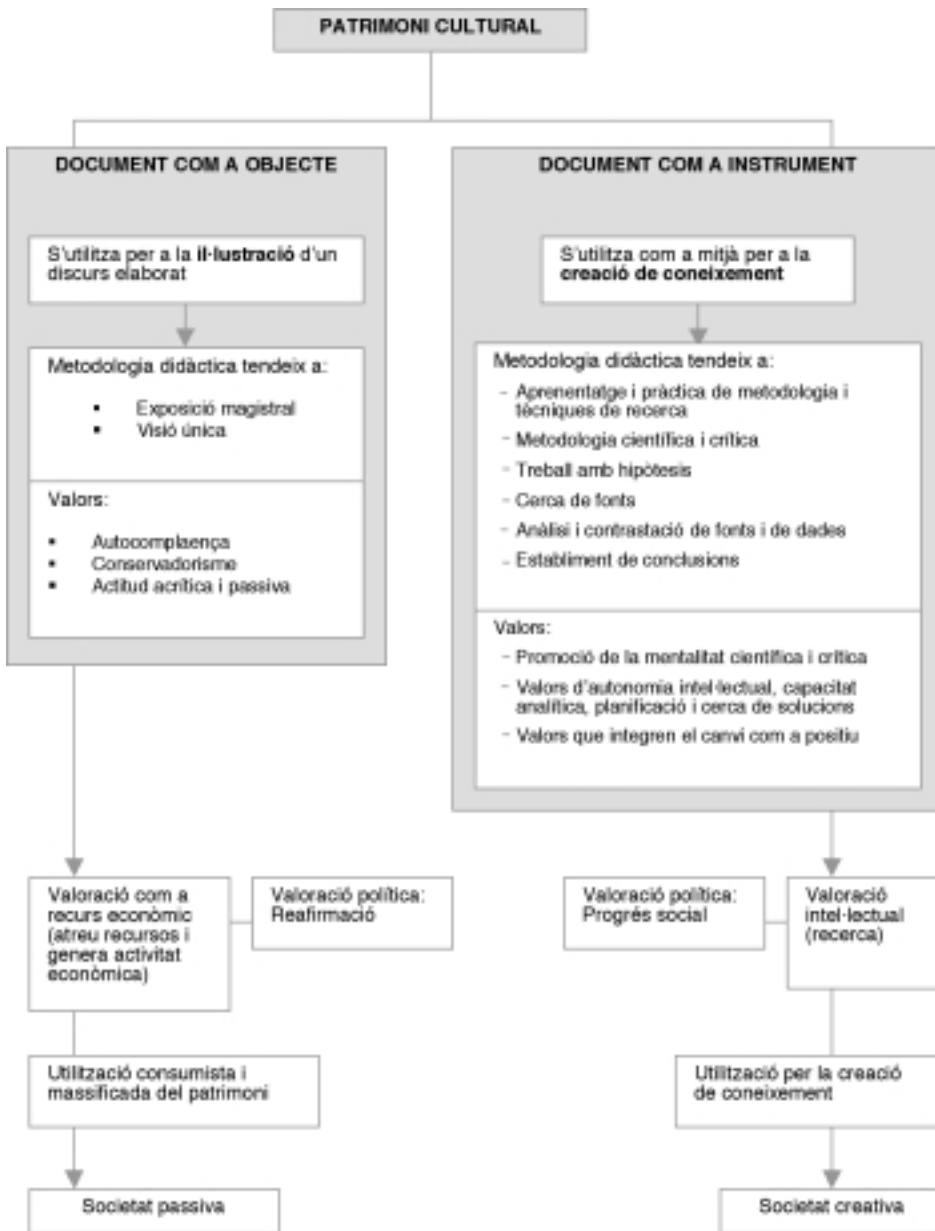 PATRIMONI CULTURAL
DOCUMENT COM A OBJECTE
S'utilitza per a la il·lustració d'un
discurs elaborat
Metodologia didàctica tendeix a:
▪ Exposició magistral
▪ Visió única
Valors:
▪ Autocomplaença
▪ Conservadorisme
▪ Actitud acrítica i passiva
DOCUMENT COM A INSTRUMENT
S'utilitza com a mitjà per a la
creació de coneixement
Metodologia didàctica tendeix a:
– Aprenentatge i pràctica de metodologia i
tècniques de recerca
– Metodologia científica i crítica
– Treball amb hipòtesis
– Cerca de fonts
– Anàlisi i contrastació de fonts i de dades
– Establiment de conclusions
Valors:
– Promoció de la mentalitat científica i crítica
– Valors d'autonomia intel·lectual, capacitat
analítica, planificació i cerca de solucions
– Valors que integren el canvi com a positiu
Valoració com a
recurs econòmic
(atreu recursos i
genera activitat
econòmica)
Valoració política:
Reafirmació
Valoració política:
Progrés social
Valoració
intel·lectual
(recerca)
Utilització consumista i
massificada del patrimoni
Utilització per la creació
de coneixement
Societat passiva
Societat creativa